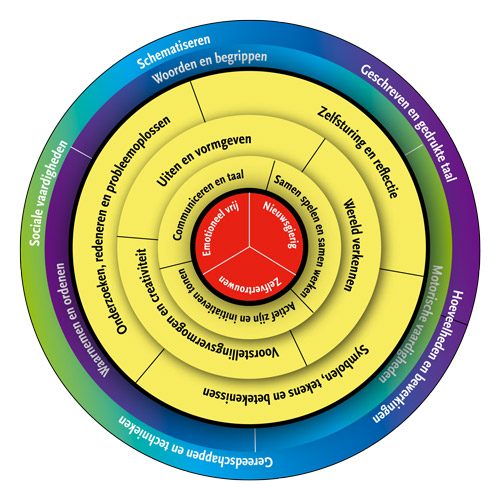 Schematiseren
Woorden en begrippen
Geschreven en gedrukte taal
Sociale vaardigheden
Hoeveelheden en bewerkingen
Motorische vaardigheden
Waarnemen en ordenen
Gereedschappen en technieken
Onderzoeken, redeneren en probleemoplossen
Zelfsturing en reflectie
Symbolen, tekens en betekenissen
Uiten en vormgeven
Wereld verkennen
Voorstellingsvermogen en creativiteit
Communiceren en taal
Samen spelen en samen werken
Actief zijn en initiatieven tonen
Emotioneel vrij
Nieuwsgierig
Zelfvertrouwen